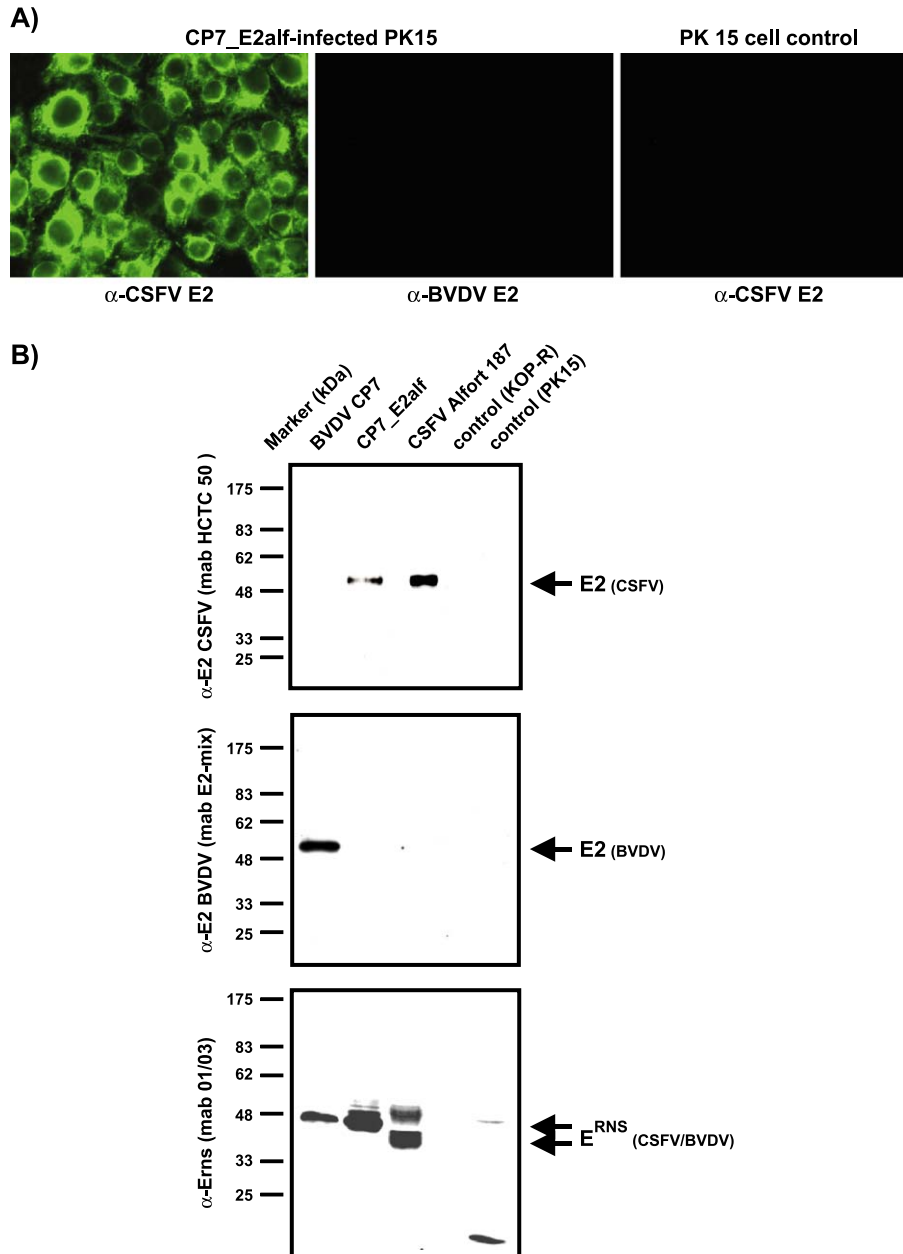 A)
CP7_E2alf-infected PK15
PK 15 cell control
α-CSFV E2
α-BVDV E2
α-CSFV E2
B)
Marker (kDa)
BVDV CP7
CP7_E2alf
CSFV Alfort 187
control (KOP-R)
control (PK15)
α-E2 CSFV (mab HCTC 50 )
175
83
62
48
33
25
E2 (CSFV)
α-E2 BVDV (mab E2-mix)
175
83
62
48
33
25
E2 (BVDV)
α-Erns (mab 01/03)
175
83
62
48
33
25
E^RNS (CSFV/BVDV)